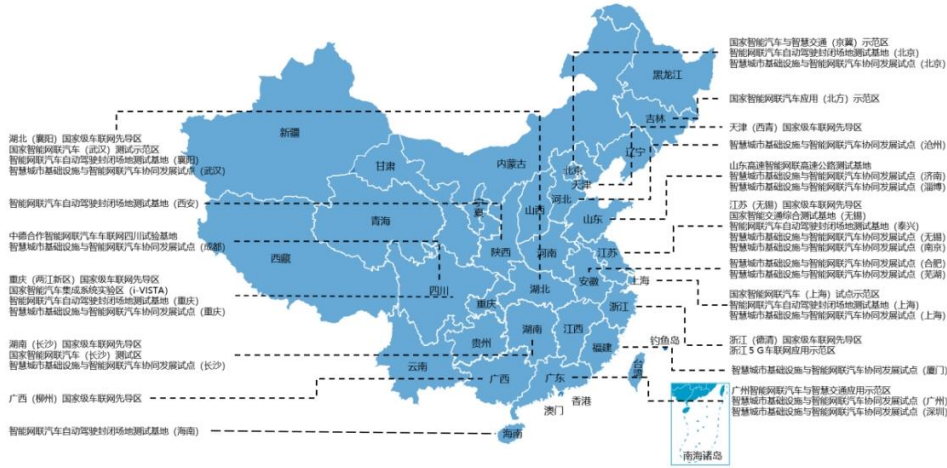 湖北（襄阳）国家级车联网先导区
国家智能网联汽车（武汉）测试示范区
智能网联汽车自动驾驶封闭场地测试基地（襄阳）
智慧城市基础设施与智能网联汽车协同发展试点（武汉）
智能网联汽车自动驾驶封闭场地测试基地（西安）
中德合作智能网联汽车车联网四川试验基地
智慧城市基础设施与智能网联汽车协同发展试点（成都）
重庆（两江新区）国家级车联网先导区
国家智能汽车集成系统实验区（i-VISTA）
智能网联汽车自动驾驶封闭场地测试基地（重庆）
智慧城市基础设施与智能网联汽车协同发展试点（重庆）
湖南（长沙）国家级车联网先导区
国家智能网联汽车（长沙）测试区
智慧城市基础设施与智能网联汽车协同发展试点（长沙）
广西（柳州）国家级车联网先导区
智能网联汽车自动驾驶封闭场地测试基地（海南）
黑龙江
吉林
辽宁
新疆
甘肃
内蒙古
北京
天津
河北
山西
宁夏
青海
山东
陕西
河南
江苏
西藏
四川
安徽
上海
湖北
重庆
浙江
湖南
江西
贵州
福建
钓鱼岛
云南
广西
广东
台湾
香港
澳门
海南
南海诸岛
国家智能汽车与智慧交通（京冀）示范区
智能网联汽车自动驾驶封闭场地测试基地（北京）
智慧城市基础设施与智能网联汽车协同发展试点（北京）
国家智能网联汽车应用（北方）示范区
天津（西青）国家级车联网先导区
智慧城市基础设施与智能网联汽车协同发展试点（沧州）
山东高速智能网联高速公路测试基地
智慧城市基础设施与智能网联汽车协同发展试点（济南）
智慧城市基础设施与智能网联汽车协同发展试点（淄博）
江苏（无锡）国家级车联网先导区
国家智能交通综合测试基地（无锡）
智能网联汽车自动驾驶封闭场地测试基地（泰兴）
智慧城市基础设施与智能网联汽车协同发展试点（无锡）
智慧城市基础设施与智能网联汽车协同发展试点（南京）
智慧城市基础设施与智能网联汽车协同发展试点（合肥）
智慧城市基础设施与智能网联汽车协同发展试点（芜湖）
国家智能网联汽车（上海）试点示范区
智能网联汽车自动驾驶封闭场地测试基地（上海）
智慧城市基础设施与智能网联汽车协同发展试点（上海）
浙江（德清）国家级车联网先导区
浙江５Ｇ车联网应用示范区
智慧城市基础设施与智能网联汽车协同发展试点（厦门）
广州智能网联汽车与智慧交通应用示范区
智慧城市基础设施与智能网联汽车协同发展试点（广州）
智慧城市基础设施与智能网联汽车协同发展试点（深圳）